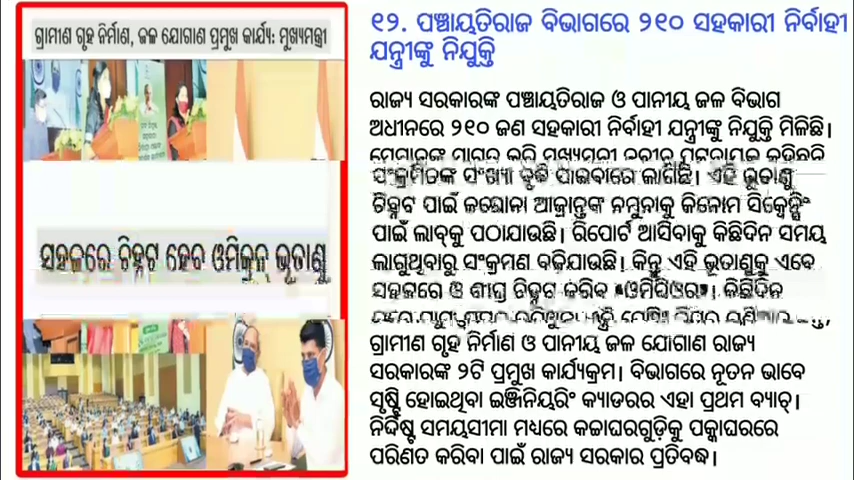 ଗ୍ରାମୀଣ ଗୃହ ନିର୍ମାଣ, ଜଳ ଯୋଗାଣ ପ୍ରମୁଖ କାର୍ଯ୍ୟ: ମୁଖ୍ୟମନ୍ତ୍ରୀ
ସହଜରେ ଚିହ୍ନଟ ହେବ ଓମିକ୍ରନ୍ ଭୂତାଣୁ
୧୨. ପଞ୍ଚାୟତିରାଜ ବିଭାଗରେ ୨୧୦ ସହକାରୀ ନିର୍ବାହୀ
ଯନ୍ତ୍ରୀଙ୍କୁ ନିଯୁକ୍ତି
ରାଜ୍ୟ ସରକାରଙ୍କ ପଞ୍ଚାୟତିରାଜ ଓ ପାନୀୟ ଜଳ ବିଭାଗ
ଅଧୀନରେ ୨୧୦ ଜଣ ସହକାରୀ ନିର୍ବାହୀ ଯନ୍ତ୍ରୀଙ୍କୁ ନିଯୁକ୍ତି ମିଳିଛି।
ସଂକ୍ରମିତଙ୍କ ସଂଖ୍ୟା ବୃଦ୍ଧି ପାଇବାରେ ଲାଗିଛି। ଏହି ଭୂତାଣୁ
ଚିହ୍ନଟ ପାଇଁ ଜଣେ ଆକ୍ରାନ୍ତଙ୍କ ନମୁନାକୁ ଜିନୋମ ସିକ୍ୱେନ୍ସିଂ
ପାଇଁ ଲାବ୍‌କୁ ପଠାଯାଉଛି। ରିପୋର୍ଟ ଆସିବାକୁ କିଛିଦିନ ସମୟ
ଲାଗୁଥିବାରୁ ସଂକ୍ରମଣ ବଢ଼ିଯାଉଛି। କିନ୍ତୁ ଏହି ଭୂତାଣୁକୁ ଏବେ
ସହଜରେ ଓ ଶୀଘ୍ର ଚିହ୍ନଟ କରିବ 'ଓମିସିଓର'। କିଛିଦିନ
ଗ୍ରାମୀଣ ଗୃହ ନିର୍ମାଣ ଓ ପାନୀୟ ଜଳ ଯୋଗାଣ ରାଜ୍ୟ
ସରକାରଙ୍କ ୨ଟି ପ୍ରମୁଖ କାର୍ଯ୍ୟକ୍ରମ। ବିଭାଗରେ ନୂତନ ଭାବେ
ସୃଷ୍ଟି ହୋଇଥିବା ଇଞ୍ଜିନିୟରିଂ କ୍ୟାଡରର ଏହା ପ୍ରଥମ ବ୍ୟାଚ୍।
ନିର୍ଦ୍ଦିଷ୍ଟ ସମୟସୀମା ମଧ୍ୟରେ କଚ୍ଚାଘରଗୁଡ଼ିକୁ ପକ୍କାଘରରେ
ପରିଣତ କରିବା ପାଇଁ ରାଜ୍ୟ ସରକାର ପ୍ରତିବଦ୍ଧ।